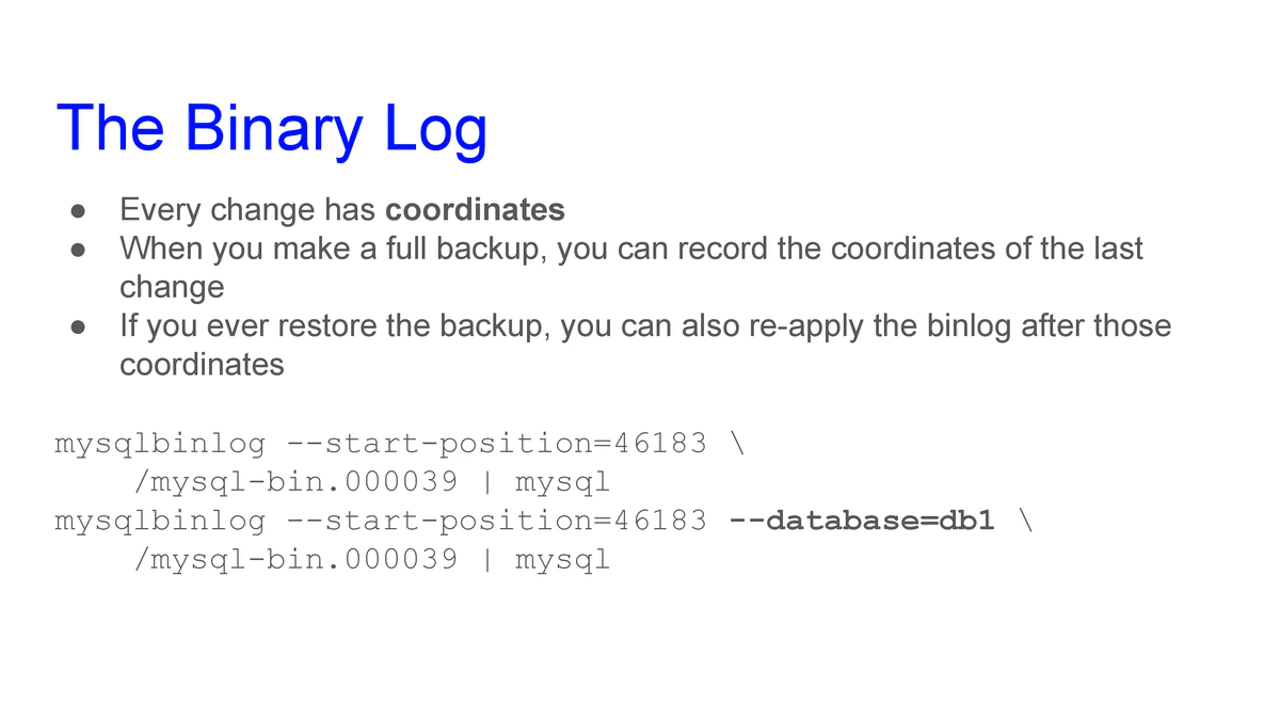 The Binary Log
● Every change has coordinates
● When you make a full backup, you can record the coordinates of the last
change
● If you ever restore the backup, you can also re-apply the binlog after those
coordinates
mysqlbinlog --start-position=46183 \
/mysql-bin.000039 | mysql
mysqlbinlog --start-position=46183 --database=db1 \
/mysql-bin.000039 | mysql